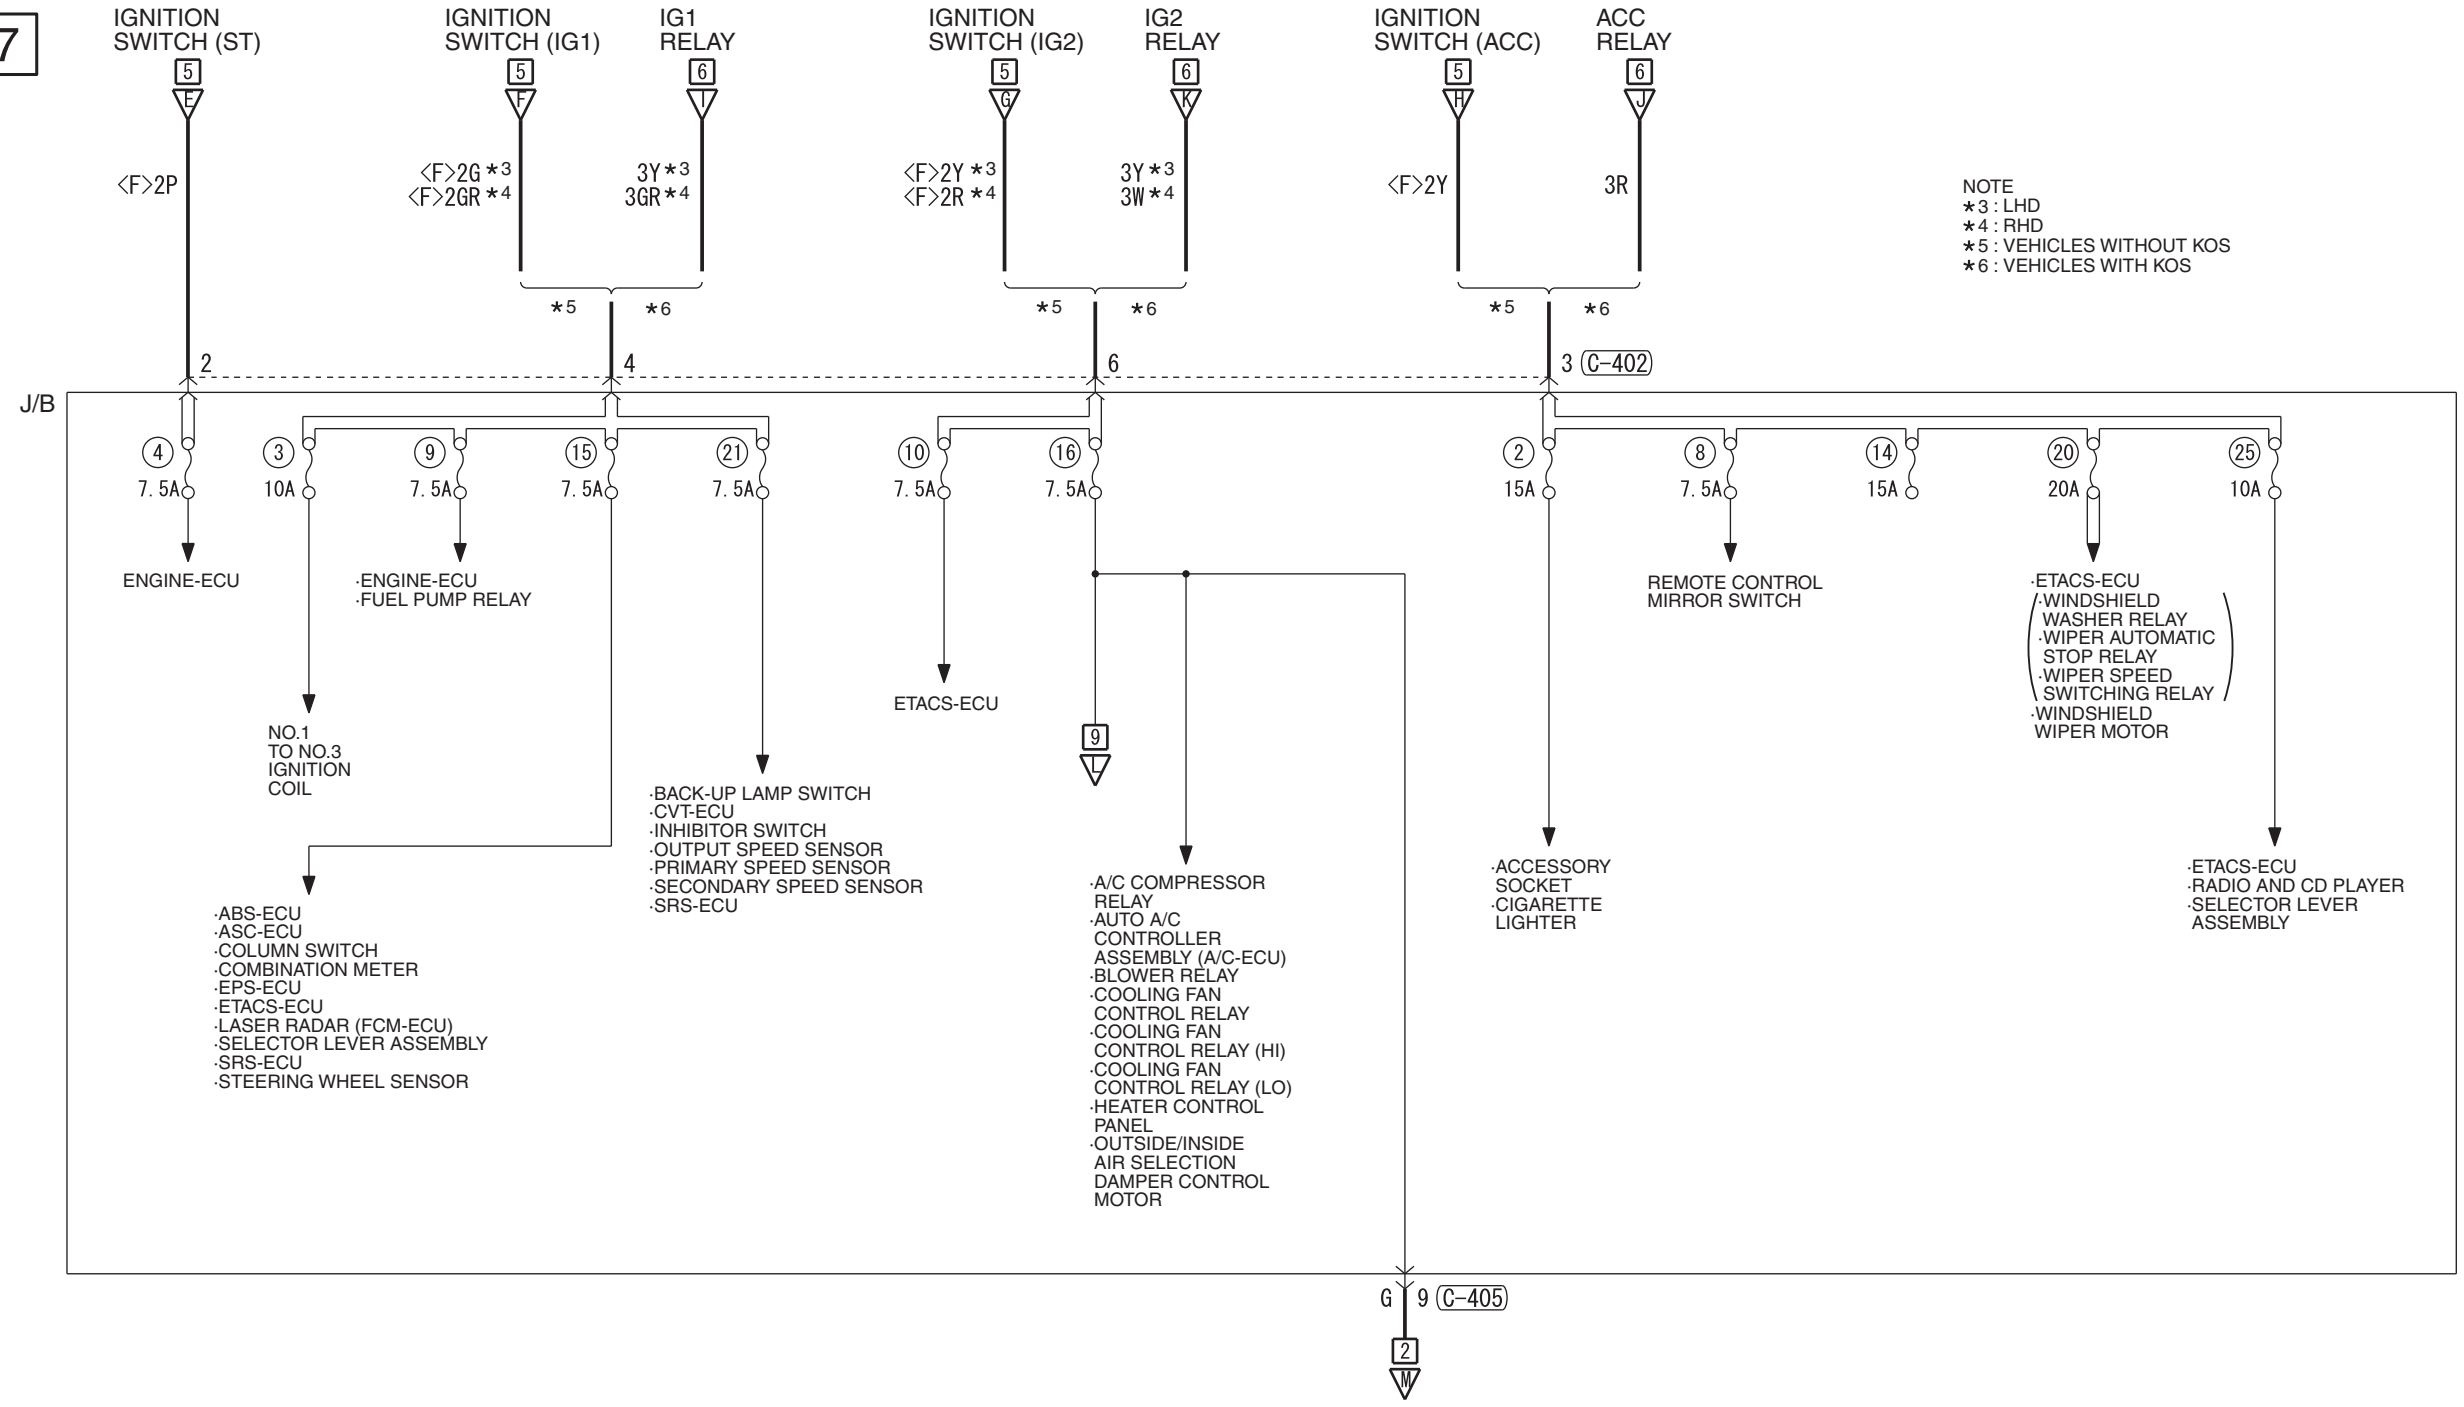 7
IGNITION
SWITCH (ST)
5
E
<F>2P
IGNITION
SWITCH (IG1)
5
F
<F>2G *3
<F>2GR *4
IG1
RELAY
6
I
3Y*3
3GR*4
*5
*6
IGNITION
SWITCH (IG2)
5
G
<F>2Y *3
<F>2R *4
IG2
RELAY
6
K
3Y*3
3W*4
*5
*6
IGNITION
SWITCH (ACC)
5
H
<F>2Y
ACC
RELAY
6
J
3R
*5
*6
NOTE
*3 : LHD
*4 : RHD
*5 : VEHICLES WITHOUT KOS
*6 : VEHICLES WITH KOS
2
4
6
3 C-402
J/B
4
7.5A
3
10A
9
7.5A
15
7.5A
21
7.5A
10
7.5A
16
7.5A
2
15A
8
7.5A
14
15A
20
20A
25
10A
ENGINE-ECU
NO.1
TO NO.3
IGNITION
COIL
·ENGINE-ECU
·FUEL PUMP RELAY
·ABS-ECU
·ASC-ECU
·COLUMN SWITCH
·COMBINATION METER
·EPS-ECU
·ETACS-ECU
·LASER RADAR (FCM-ECU)
·SELECTOR LEVER ASSEMBLY
·SRS-ECU
·STEERING WHEEL SENSOR
·BACK-UP LAMP SWITCH
·CVT-ECU
·INHIBITOR SWITCH
·OUTPUT SPEED SENSOR
·PRIMARY SPEED SENSOR
·SECONDARY SPEED SENSOR
·SRS-ECU
ETACS-ECU
9
L
·A/C COMPRESSOR
RELAY
·AUTO A/C
CONTROLLER
ASSEMBLY (A/C-ECU)
·BLOWER RELAY
·COOLING FAN
CONTROL RELAY
·COOLING FAN
CONTROL RELAY (HI)
·COOLING FAN
CONTROL RELAY (LO)
·HEATER CONTROL
PANEL
·OUTSIDE/INSIDE
AIR SELECTION
DAMPER CONTROL
MOTOR
·ACCESSORY
SOCKET
·CIGARETTE
LIGHTER
REMOTE CONTROL
MIRROR SWITCH
·ETACS-ECU
·WINDSHIELD
WASHER RELAY
·WIPER AUTOMATIC
STOP RELAY
·WIPER SPEED
SWITCHING RELAY
·WINDSHIELD
WIPER MOTOR
·ETACS-ECU
·RADIO AND CD PLAYER
·SELECTOR LEVER
ASSEMBLY
G 9 C-405
2
M